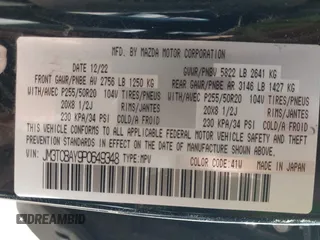 MFD. BY MAZDA MOTOR CORPORATION
DATE 12/22 GVWR/PNBV 5822 LB 2641 KG
FRONT GAWR/PNBE AV 2756 LB 1250 KG REAR GAWR/PNBE AR 3146 LB 1427 KG
WITH/AVEC P255/50R20 104V TIRES/PNEUS WITH/AVEC P255/50R20 104V TIRES/PNEUS
20X8 1/2J RIMS/JANTES 20X8 1/2J RIMS/JANTES
230 KPA/34 PSI COLD/FROID 230 KPA/34 PSI COLD/FROID
THIS VEHICLE CONFORMS TO ALL APPLICABLE FEDERAL MOTOR VEHICLE SAFETY AND THEFT PREVENTION STANDARDS IN EFFECT ON THE
DATE OF MANUFACTURE SHOWN ABOVE.
JM3TCBAY9P0649348 TYPE:MPV COLOR CODE:41W MADE IN JAPAN
DREAMBID